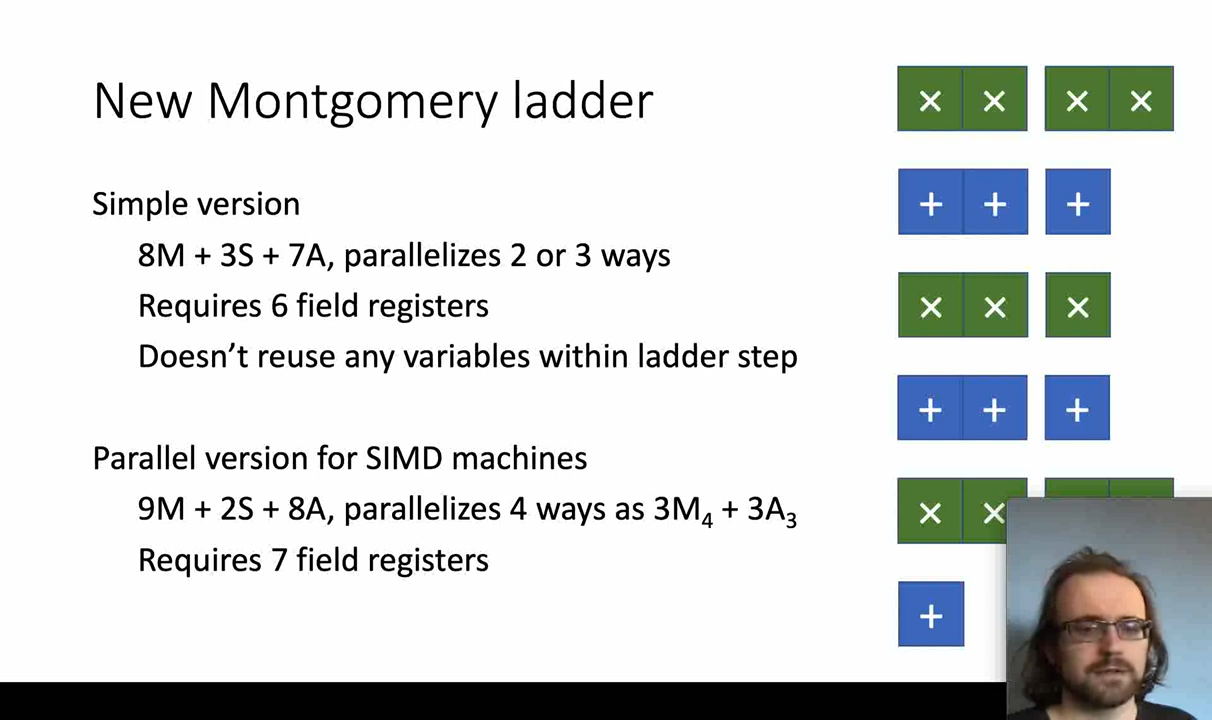 New Montgomery ladder
Simple version
8M + 3S + 7A, parallelizes 2 or 3 ways
Requires 6 field registers
Doesn't reuse any variables within ladder step
Parallel version for SIMD machines
9M + 2S + 8A, parallelizes 4 ways as 3M₄ + 3A₃
Requires 7 field registers
× × × ×
+ + +
× × ×
+ + +
× ×
+